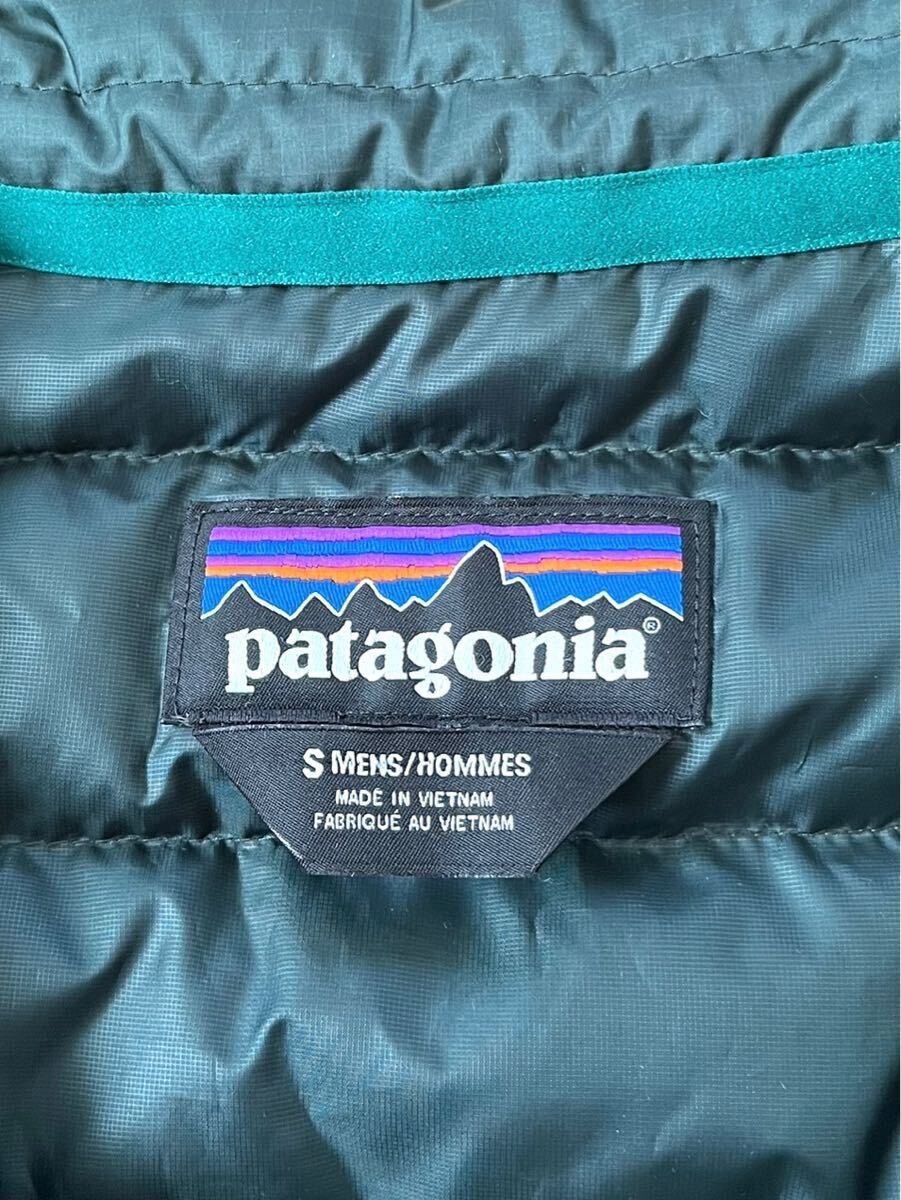 patagonia®
S MENS/HOMMES
MADE IN VIETNAM
FABRIQUÉ AU VIETNAM